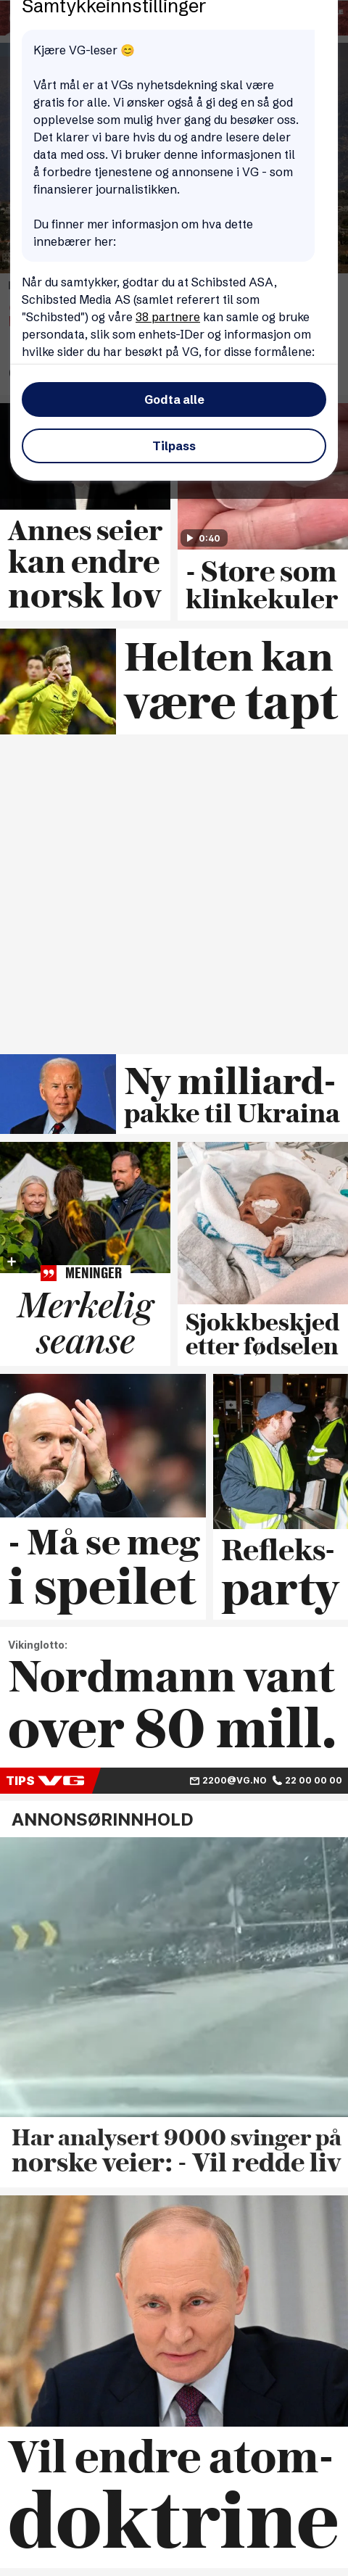 Samtykkeinnstillinger
Kjære VG-leser 😊
Vårt mål er at VGs nyhetsdekning skal være
gratis for alle. Vi ønsker også å gi deg en så god
opplevelse som mulig hver gang du besøker oss.
Det klarer vi bare hvis du og andre lesere deler
data med oss. Vi bruker denne informasjonen til
å forbedre tjenestene og annonsene i VG - som
finansierer journalistikken.
Du finner mer informasjon om hva dette
innebærer her:
Når du samtykker, godtar du at Schibsted ASA,
Schibsted Media AS (samlet referert til som
"Schibsted") og våre 38 partnere kan samle og bruke
persondata, slik som enhets-IDer og informasjon om
hvilke sider du har besøkt på VG, for disse formålene:
Godta alle
Tilpass
Annes seier
kan endre
norsk lov
0:40
- Store som
klinkekuler
Helten kan
være tapt
Ny milliard-
pakke til Ukraina
MENINGER
Merkelig
seanse
Sjokkbeskjed
etter fødselen
- Må se meg
i speilet
Refleks-
party
Vikinglotto:
Nordmann vant
over 80 mill.
TIPS VG 2200@VG.NO 22 00 00 00
ANNONSØRINNHOLD
Har analysert 9000 svinger på
norske veier: - Vil redde liv
Vil endre atom-
doktrine